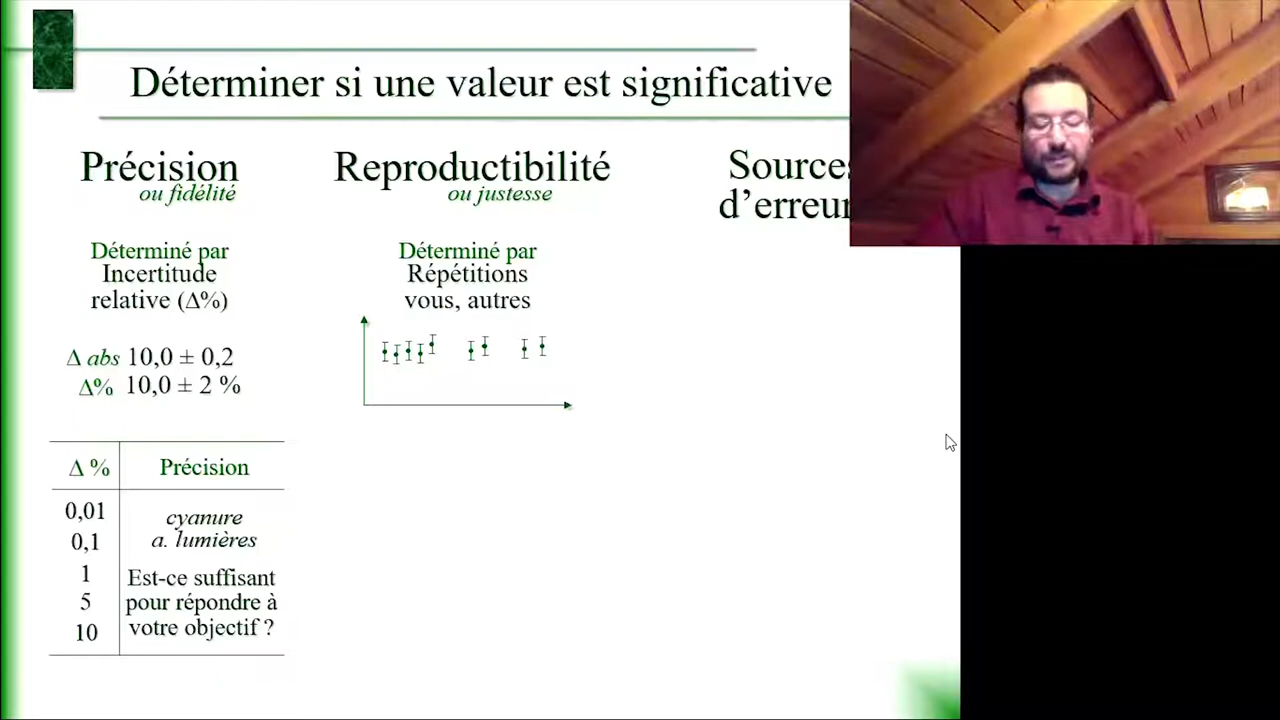 Déterminer si une valeur est significative
Précision
ou fidélité
Déterminé par
Incertitude
relative (Δ%)
Δ abs 10,0 ± 0,2
Δ% 10,0 ± 2 %
Δ % Précision
0,01
0,1
1
5
10
cyanure
a. lumières
Est-ce suffisant
pour répondre à
votre objectif ?
Reproductibilité
ou justesse
Déterminé par
Répétitions
vous, autres
Sources
d’erreur